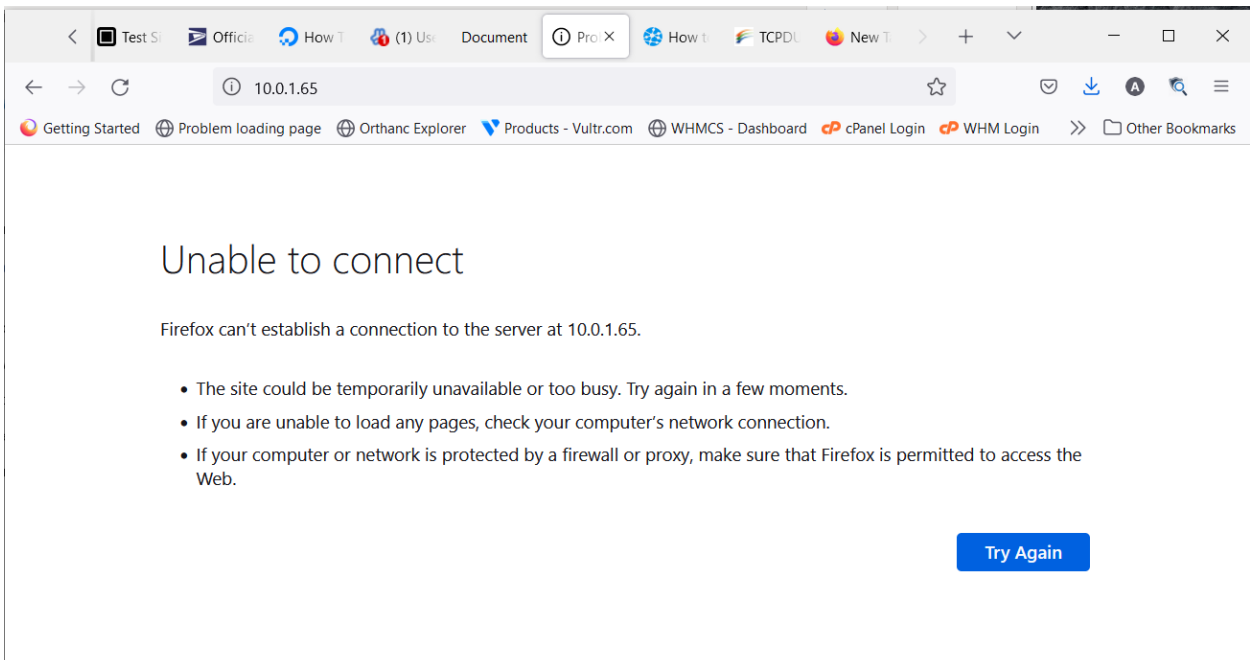 Test Si
Officia
How T
(1) Use
Document
Pro
How t
TCPDU
New T
10.0.1.65
A
Getting Started
Problem loading page
Orthanc Explorer
Products - Vultr.com
WHMCS - Dashboard
cP cPanel Login
cP WHM Login
Other Bookmarks
Unable to connect
Firefox can’t establish a connection to the server at 10.0.1.65.
• The site could be temporarily unavailable or too busy. Try again in a few moments.
• If you are unable to load any pages, check your computer’s network connection.
• If your computer or network is protected by a firewall or proxy, make sure that Firefox is permitted to access the
Web.
Try Again